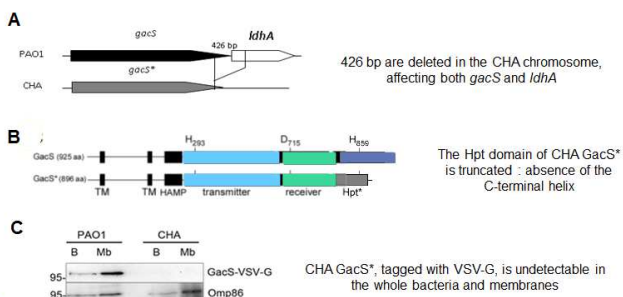 A
gacS
426 bp
ldhA
PAO1
gacS*
CHA
426 bp are deleted in the CHA chromosome,
affecting both gacS and ldhA
B
H293 D715 H859
GacS (925 aa)
GacS* (896 aa)
TM TM HAMP transmitter receiver Hpt*
The Hpt domain of CHA GacS*
is truncated : absence of the
C-terminal helix
C
PAO1 CHA
B Mb B Mb
95- GacS-VSV-G
95- Omp86
CHA GacS*, tagged with VSV-G, is undetectable in
the whole bacteria and membranes